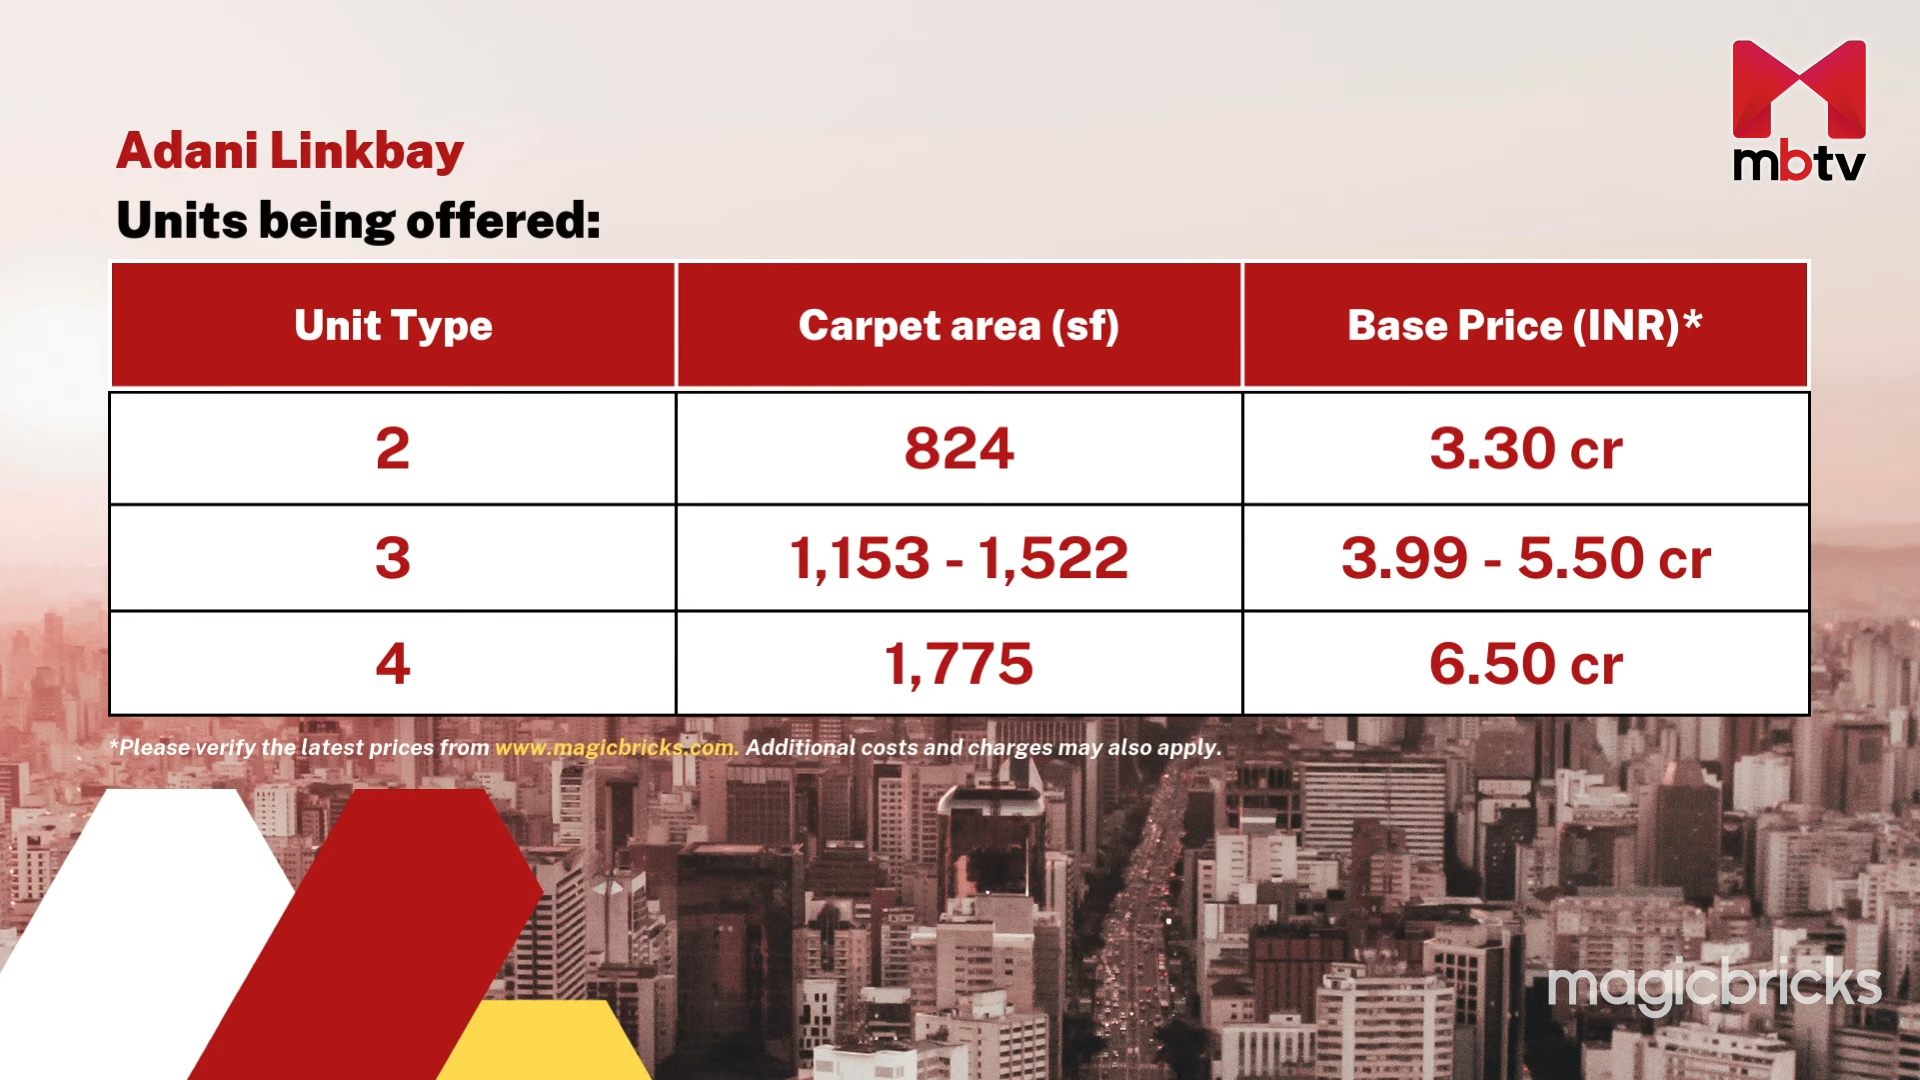 mbtv
Adani Linkbay
Units being offered:
Unit Type Carpet area (sf) Base Price (INR)*
2 824 3.30 cr
3 1,153 - 1,522 3.99 - 5.50 cr
4 1,775 6.50 cr
*Please verify the latest prices from www.magicbricks.com. Additional costs and charges may also apply.
magicbricks